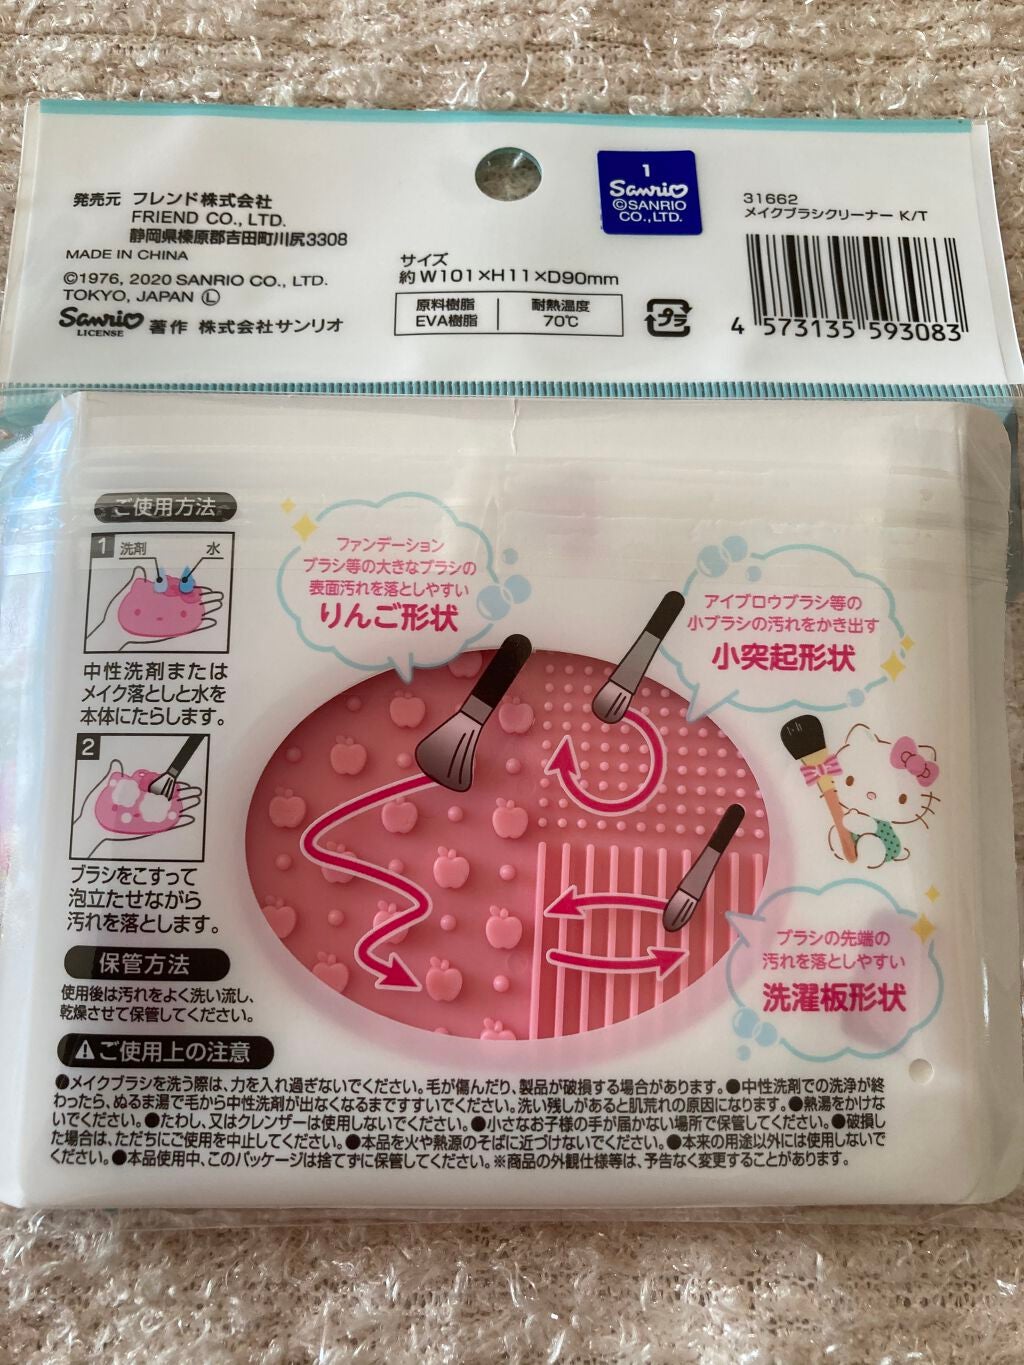 発売元 フレンド株式会社
FRIEND CO., LTD.
静岡県榛原郡吉田町川尻3308
MADE IN CHINA
©1976, 2020 SANRIO CO., LTD.
TOKYO, JAPAN Ⓛ
Sanrio
LICENSE
著作 株式会社サンリオ
サイズ
約W101×H11×D90mm
原料樹脂 耐熱温度
EVA樹脂 70℃
プラ
1
Sanrio
©SANRIO
CO., LTD.
31662
メイクブラシクリーナー K/T
4 573135 593083
ご使用方法
1 洗剤 水
中性洗剤または
メイク落としと水を
本体にたらします。
2
ブラシをこすって
泡立たせながら
汚れを落とします。
保管方法
使用後は汚れをよく洗い流し、
乾燥させて保管してください。
ファンデーション
ブラシ等の大きなブラシの
表面汚れを落としやすい
りんご形状
アイブロウブラシ等の
小ブラシの汚れをかき出す
小突起形状
ブラシの先端の
汚れを落としやすい
洗濯板形状
ご使用上の注意
●メイクブラシを洗う際は、力を入れ過ぎないでください。毛が傷んだり、製品が破損する場合があります。●中性洗剤での洗浄が終
わったら、ぬるま湯で毛から中性洗剤が出なくなるまですすいでください。洗い残しがあると肌荒れの原因になります。●熱湯をかけな
いでください。●たわし、又はクレンザーは使用しないでください。●小さなお子様の手が届かない場所で保管してください。●破損し
た場合は、ただちにご使用を中止してください。●本品を火や熱源のそばに近づけないでください。●本来の用途以外には使用しないで
ください。●本品使用中、このパッケージは捨てずに保管してください。※商品の外観仕様等は、予告なく変更することがあります。